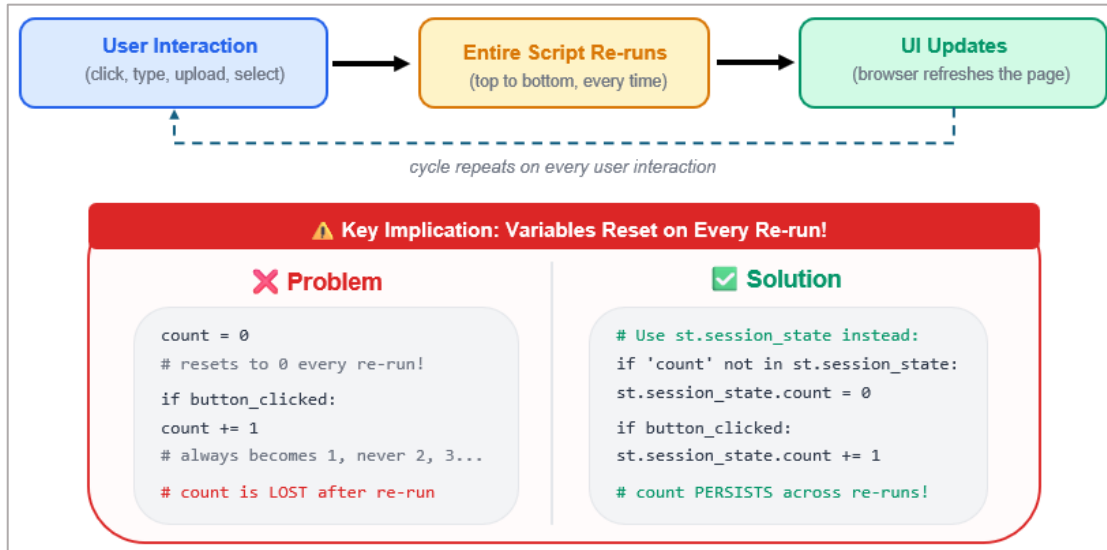 User Interaction
(click, type, upload, select)
Entire Script Re-runs
(top to bottom, every time)
UI Updates
(browser refreshes the page)
cycle repeats on every user interaction
⚠️ Key Implication: Variables Reset on Every Re-run!
❌ Problem
count = 0
# resets to 0 every re-run!
if button_clicked:
count += 1
# always becomes 1, never 2, 3...
# count is LOST after re-run
✅ Solution
# Use st.session_state instead:
if 'count' not in st.session_state:
st.session_state.count = 0
if button_clicked:
st.session_state.count += 1
# count PERSISTS across re-runs!